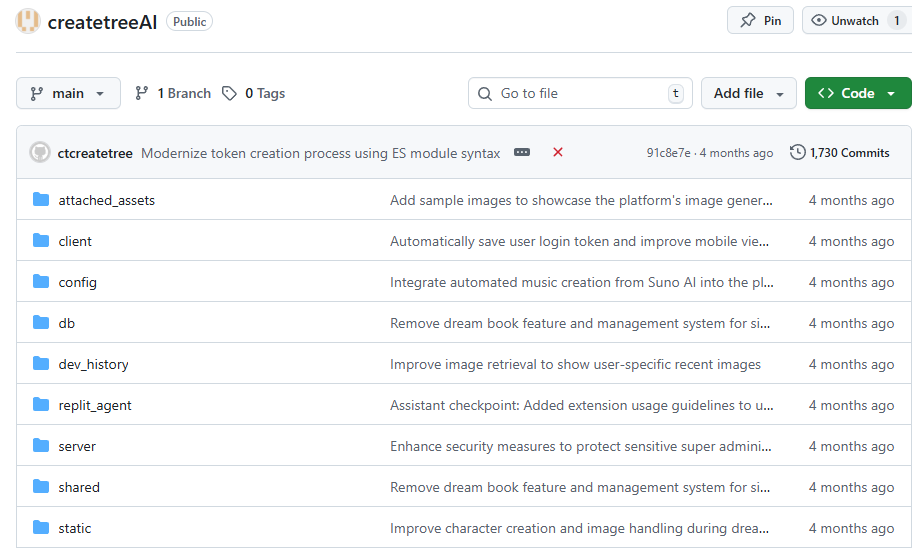 createtreeAI Public Pin Unwatch 1
main 1 Branch 0 Tags Go to file t Add file Code
ctcreatetree Modernize token creation process using ES module syntax 91c8e7e · 4 months ago 1,730 Commits
attached_assets Add sample images to showcase the platform's image gener... 4 months ago
client Automatically save user login token and improve mobile vie... 4 months ago
config Integrate automated music creation from Suno AI into the pl... 4 months ago
db Remove dream book feature and management system for si... 4 months ago
dev_history Improve image retrieval to show user-specific recent images 4 months ago
replit_agent Assistant checkpoint: Added extension usage guidelines to u... 4 months ago
server Enhance security measures to protect sensitive super admini... 4 months ago
shared Remove dream book feature and management system for si... 4 months ago
static Improve character creation and image handling during drea... 4 months ago